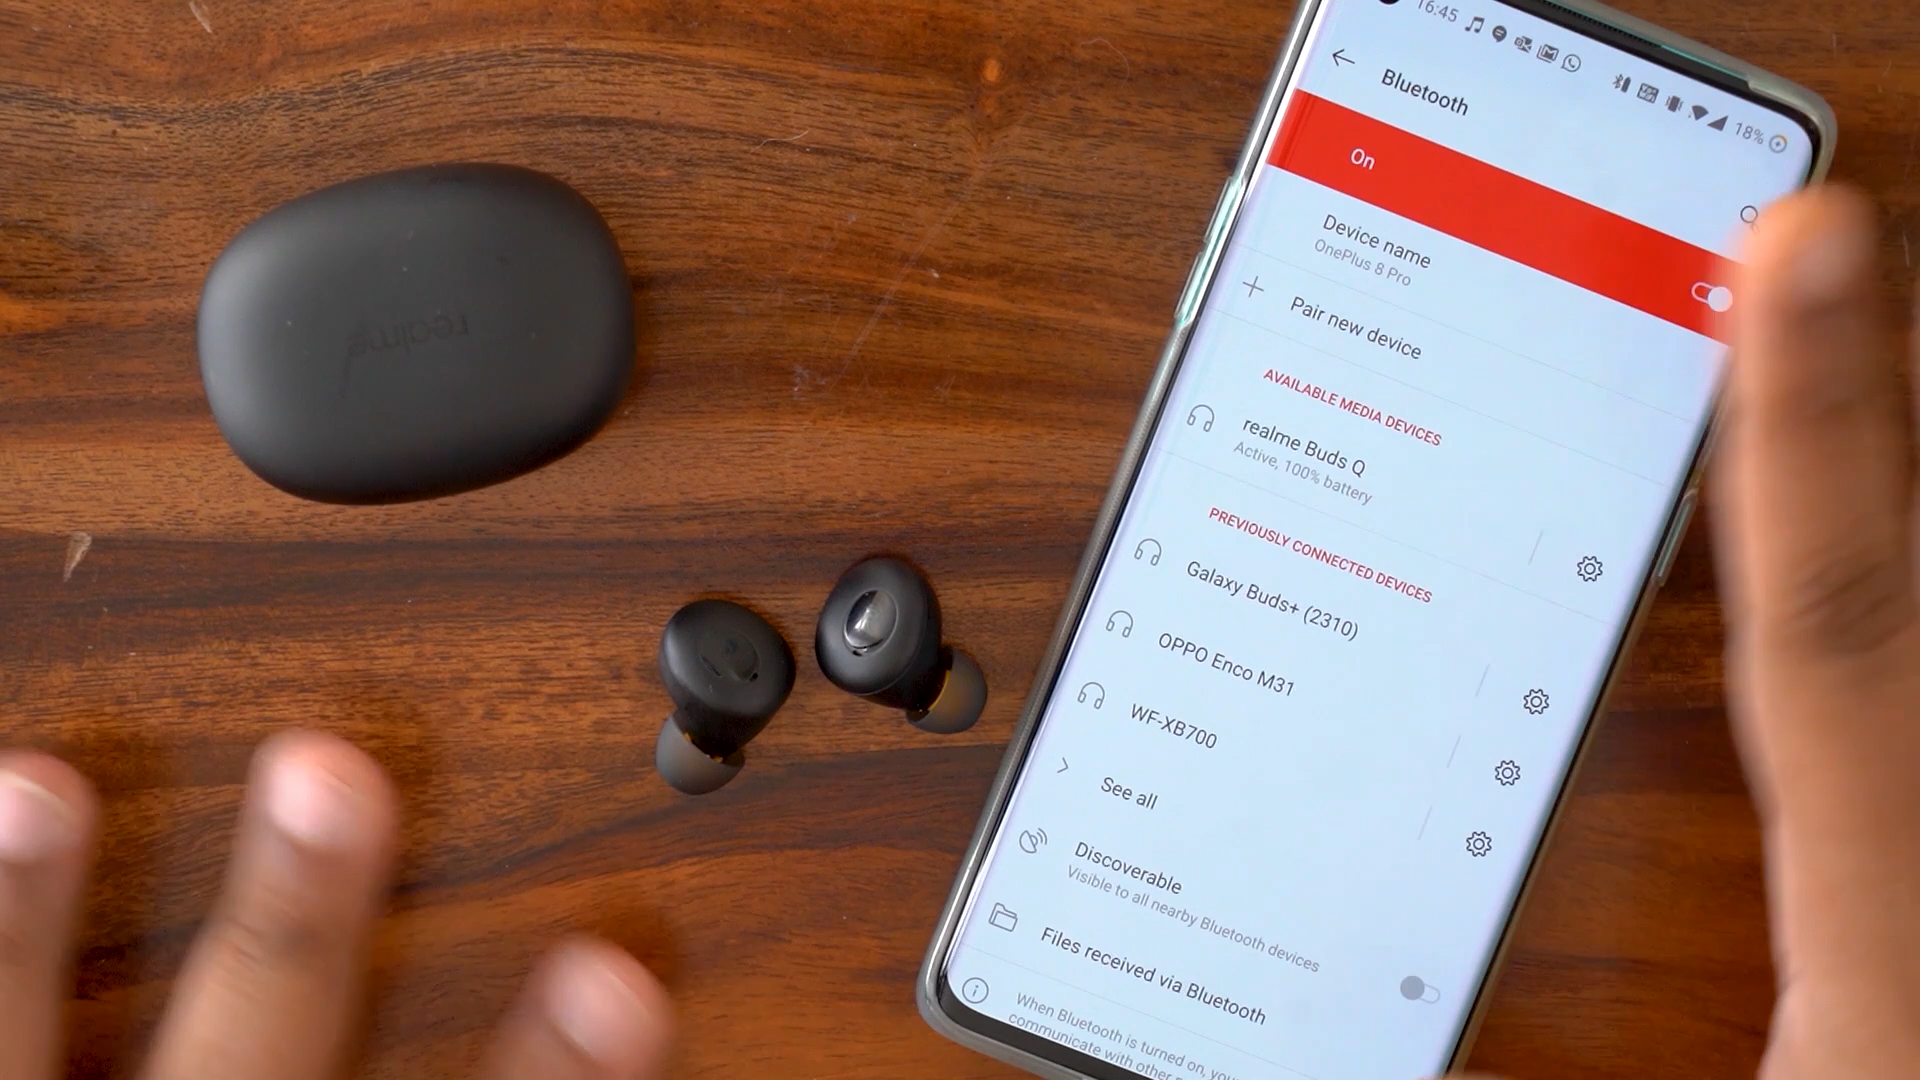 realme
16:45
18%
Bluetooth
On
Device name
OnePlus 8 Pro
Pair new device
AVAILABLE MEDIA DEVICES
realme Buds Q
Active, 100% battery
PREVIOUSLY CONNECTED DEVICES
Galaxy Buds+ (2310)
OPPO Enco M31
WF-XB700
See all
Discoverable
Visible to all nearby Bluetooth devices
Files received via Bluetooth
When Bluetooth is turned on,
communicate with other